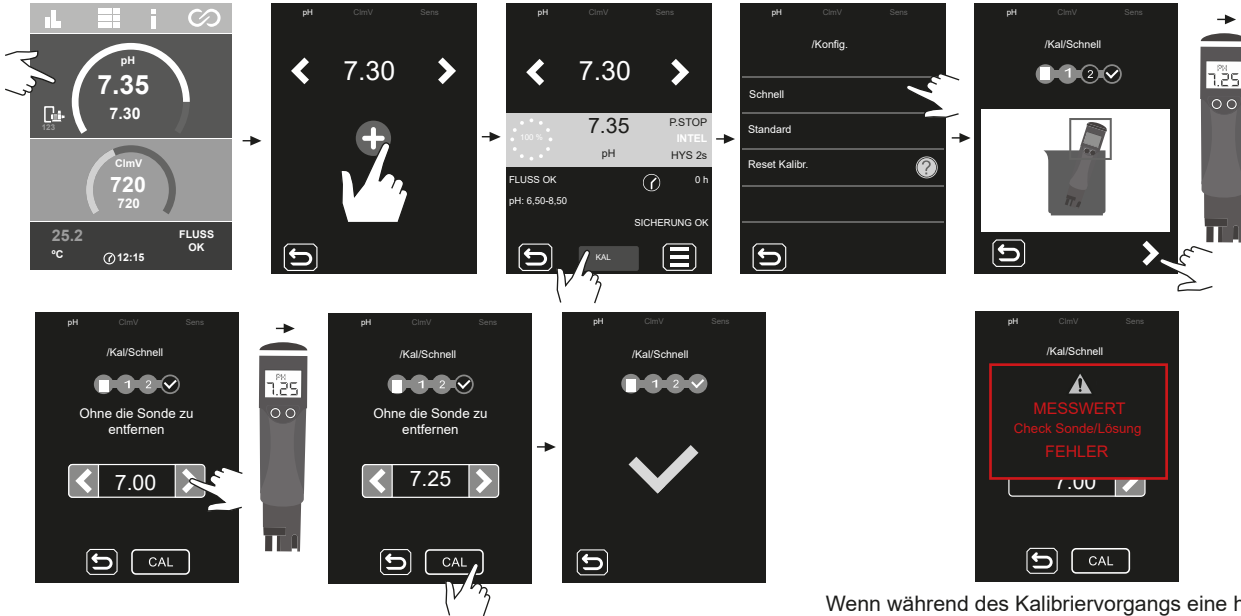 pH
7.35
7.30
123
ClmV
720
720
25.2
ºC
12:15
FLUSS
OK
pH ClmV Sens
7.30
pH ClmV Sens
7.30
100 %
7.35
pH
P.STOP
INTEL
HYS 2s
FLUSS OK
0 h
pH: 6,50-8,50
SICHERUNG OK
KAL
pH ClmV Sens
/Konfig.
Schnell
Standard
Reset Kalibr. ?
pH ClmV Sens
/Kal/Schnell
1 2
PH
7.25
pH ClmV Sens
/Kal/Schnell
1 2
Ohne die Sonde zu
entfernen
7.00
CAL
PH
7.25
pH ClmV Sens
/Kal/Schnell
1 2
Ohne die Sonde zu
entfernen
7.25
CAL
pH ClmV Sens
/Kal/Schnell
1 2
pH ClmV Sens
/Kal/Schnell
MESSWERT
Check Sonde/Lösung
FEHLER
7.00
CAL
Wenn während des Kalibriervorgangs eine